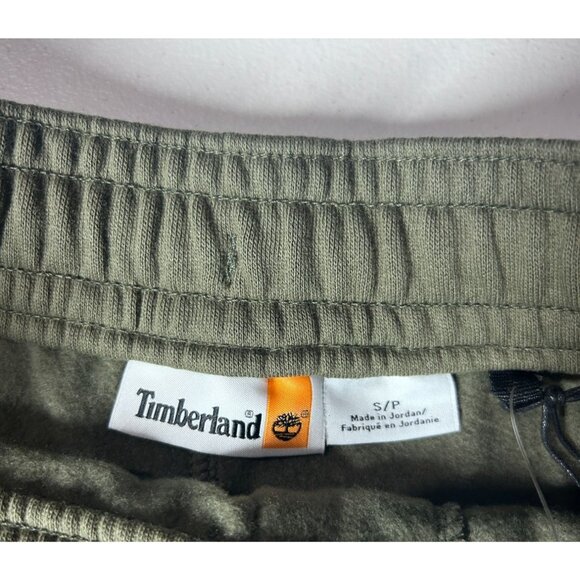 Timberland®
S/P
Made in Jordan/
Fabriqué en Jordanie